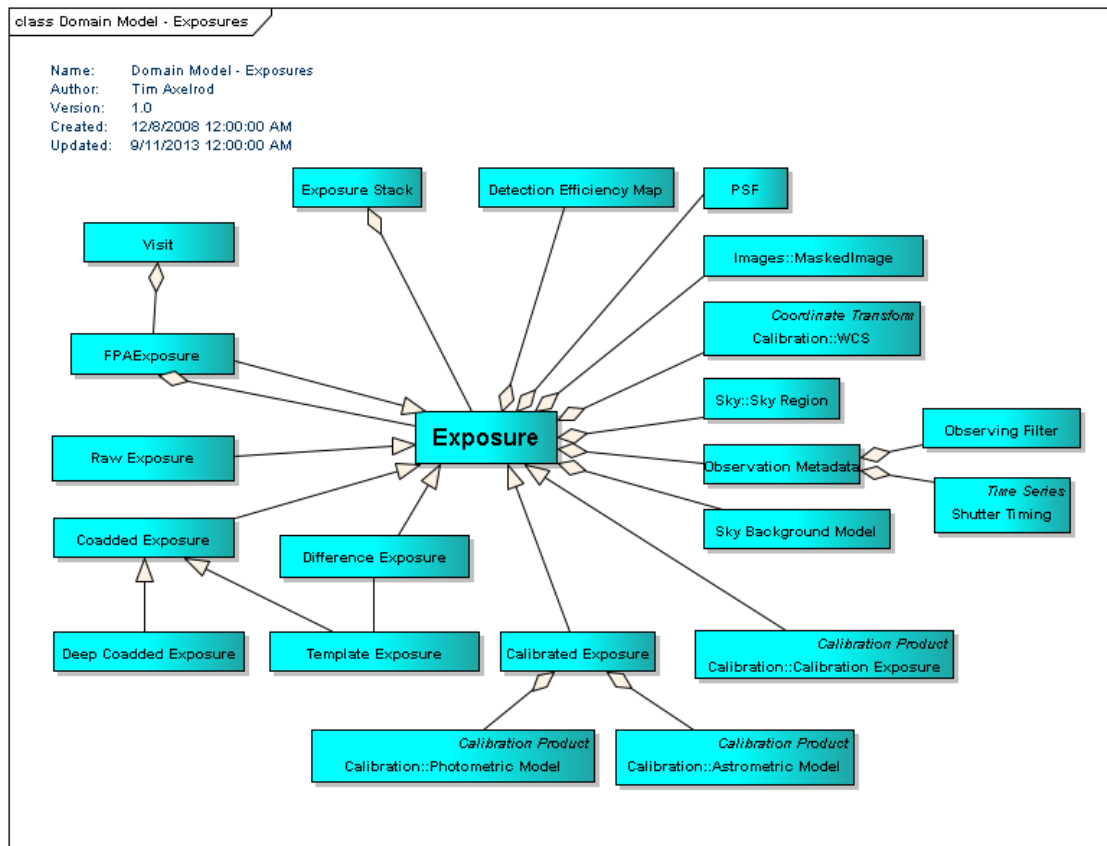 class Domain Model - Exposures
Name: Domain Model - Exposures
Author: Tim Axelrod
Version: 1.0
Created: 12/8/2008 12:00:00 AM
Updated: 9/11/2013 12:00:00 AM
Exposure Stack
Detection Efficiency Map
PSF
Visit
Images::MaskedImage
Coordinate Transform
Calibration::WCS
FPAExposure
Sky::Sky Region
Exposure
Observing Filter
Raw Exposure
Observation Metadata
Time Series
Shutter Timing
Coadded Exposure
Sky Background Model
Difference Exposure
Deep Coadded Exposure
Template Exposure
Calibrated Exposure
Calibration Product
Calibration::Calibration Exposure
Calibration Product
Calibration::Photometric Model
Calibration Product
Calibration::Astrometric Model